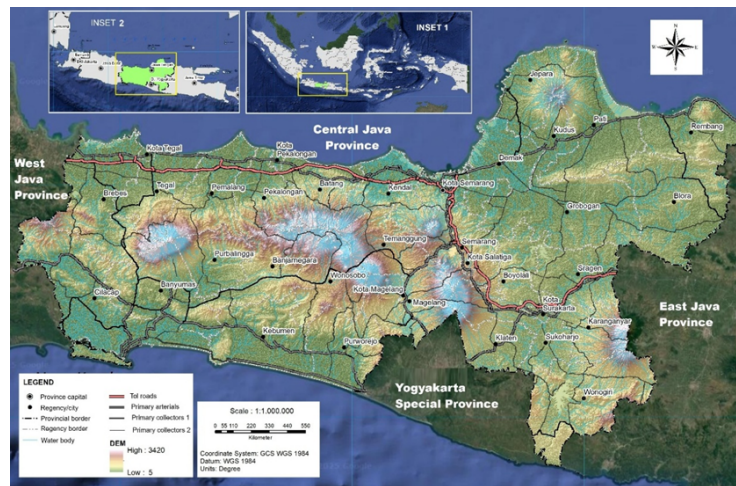 INSET 2
INSET 1
N
W
E
S
Central Java
Province
West
Java
Province
Jepara
Kudus
Pati
Rembang
Demak
Kota Tegal
Kota
Pekalongan
Brebes
Tegal
Pemalang
Pekalongan
Batang
Kendal
Kota Semarang
Grobogan
Blora
Semarang
Kota Salatiga
Temanggung
Purbalingga
Banjarnegara
Wonosobo
Boyolali
Sragen
Cilacap
Banyumas
Kota Magelang
Magelang
Kota
Surakarta
Karanganyar
East Java
Province
Kebumen
Purworejo
Klaten
Sukoharjo
Wonogiri
Yogyakarta
Special Province
LEGEND
Province capital
Regency/city
Provincial border
Regency border
Water body
Tol roads
Primary arterials
Primary collectors 1
Primary collectors 2
DEM
High : 3420
Low : 5
Scale : 1:1.000.000
0 55 110 220 330 440 550
Kilometer
Coordinate System: GCS WGS 1984
Datum: WGS 1984
Units: Degree